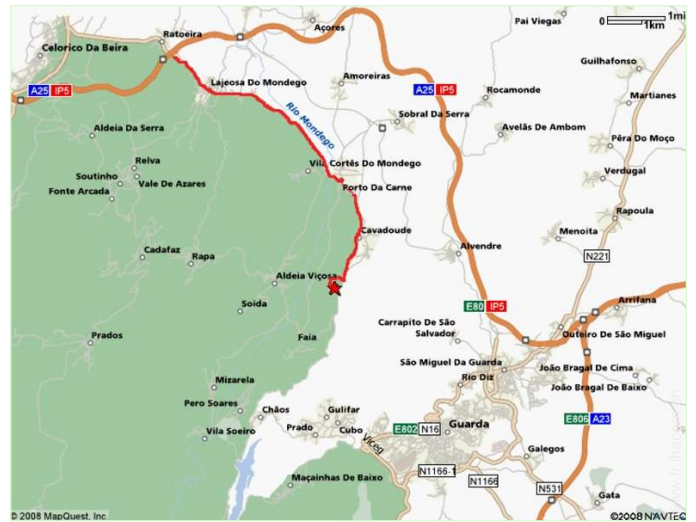 Celorico Da Beira
Ratoeira
Açores
Pai Viegas
0 1mi
1km
A25 IP5
Lajeosa Do Mondego
Amoreiras
A25 IP5
Rocamonde
Guilhafonso
Martianes
Rio Mondego
Aldeia Da Serra
Sobral Da Serra
Avelãs De Ambom
Pêra Do Moço
Relva
Soutinho
Vale De Azares
Fonte Arcada
Vila Cortês Do Mondego
Porto Da Carne
Verdugal
Rapoula
Cavadoude
Menoita
Alvendre
N221
Cadafaz
Rapa
Aldeia Viçosa
Soida
E80 IP5
Arrifana
Carrapito De São
Salvador
Outeiro De São Miguel
Prados
Faia
São Miguel Da Guarda
João Bragal De Cima
João Bragal De Baixo
Rio Diz
Mizarela
Pero Soares
Chãos
Gulifar
Prado
Cubo
Vila Soeiro
E802 N16
Guarda
E806 A23
Viceg
Galegos
N1166-1
N1166
Maçainhas De Baixo
N531
Gata
© 2008 MapQuest, Inc.
©2008 NAVTEQ